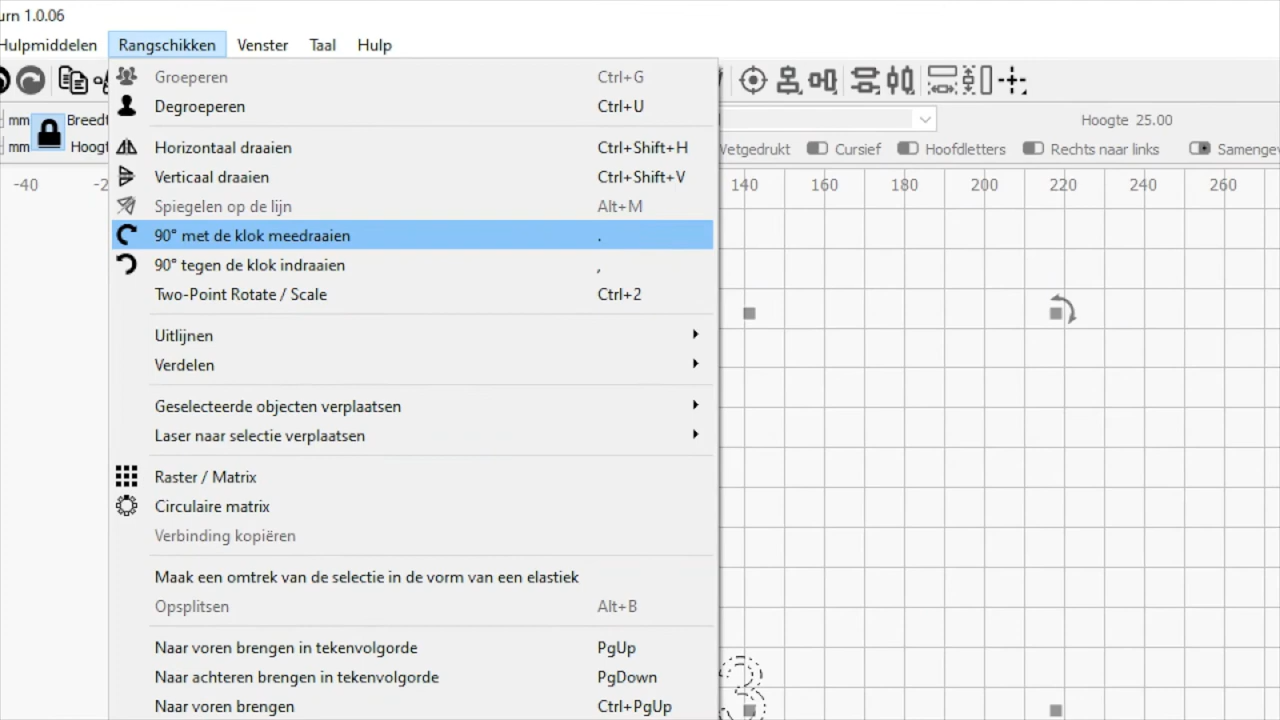 urn 1.0.06
Hulpmiddelen Rangschikken Venster Taal Hulp
Groeperen Ctrl+G
Degroeperen Ctrl+U
mm Breedt Hoogte 25.00
mm Hoogt Horizontaal draaien Ctrl+Shift+H Vetgedrukt Cursief Hoofdletters Rechts naar links Samengev
Verticaal draaien Ctrl+Shift+V
-40 -2 140 160 180 200 220 240 260
Spiegelen op de lijn Alt+M
90° met de klok meedraaien .
90° tegen de klok indraaien ,
Two-Point Rotate / Scale Ctrl+2
Uitlijnen
Verdelen
Geselecteerde objecten verplaatsen
Laser naar selectie verplaatsen
Raster / Matrix
Circulaire matrix
Verbinding kopiëren
Maak een omtrek van de selectie in de vorm van een elastiek
Opsplitsen Alt+B
Naar voren brengen in tekenvolgorde PgUp
Naar achteren brengen in tekenvolgorde PgDown
3
Naar voren brengen Ctrl+PgUp